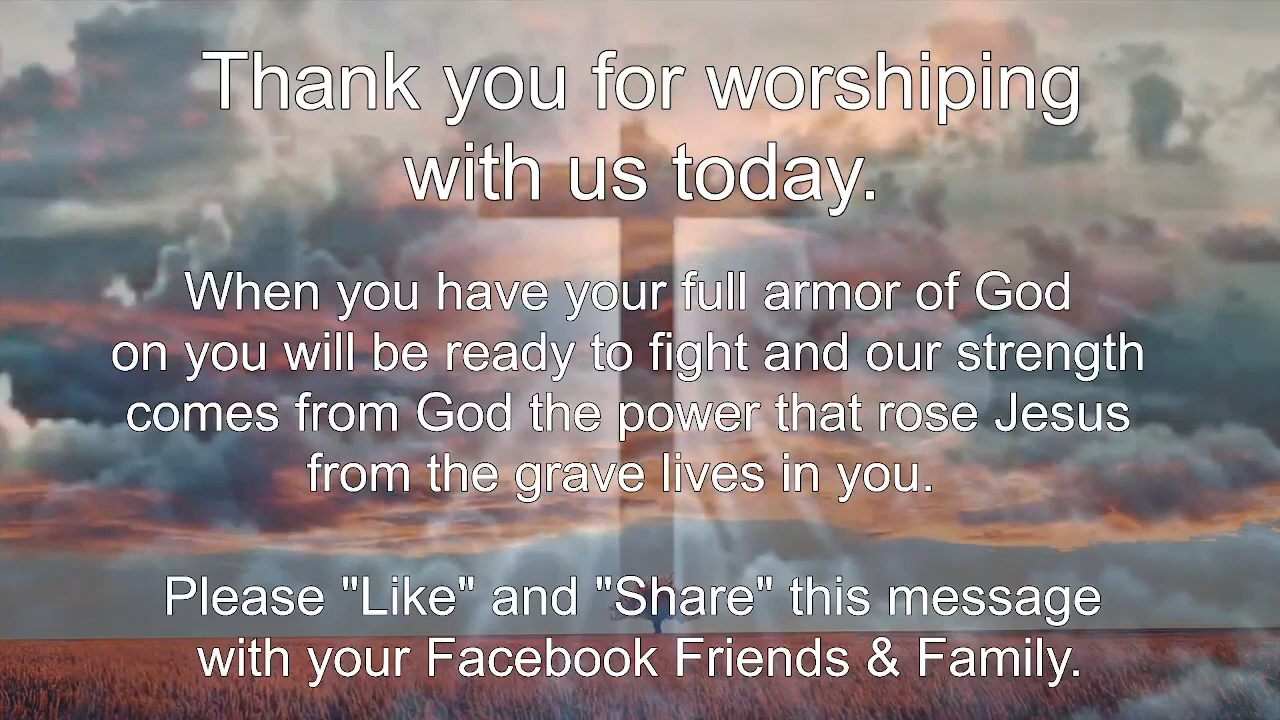 Thank you for worshiping
with us today.
When you have your full armor of God
on you will be ready to fight and our strength
comes from God the power that rose Jesus
from the grave lives in you.
Please "Like" and "Share" this message
with your Facebook Friends & Family.